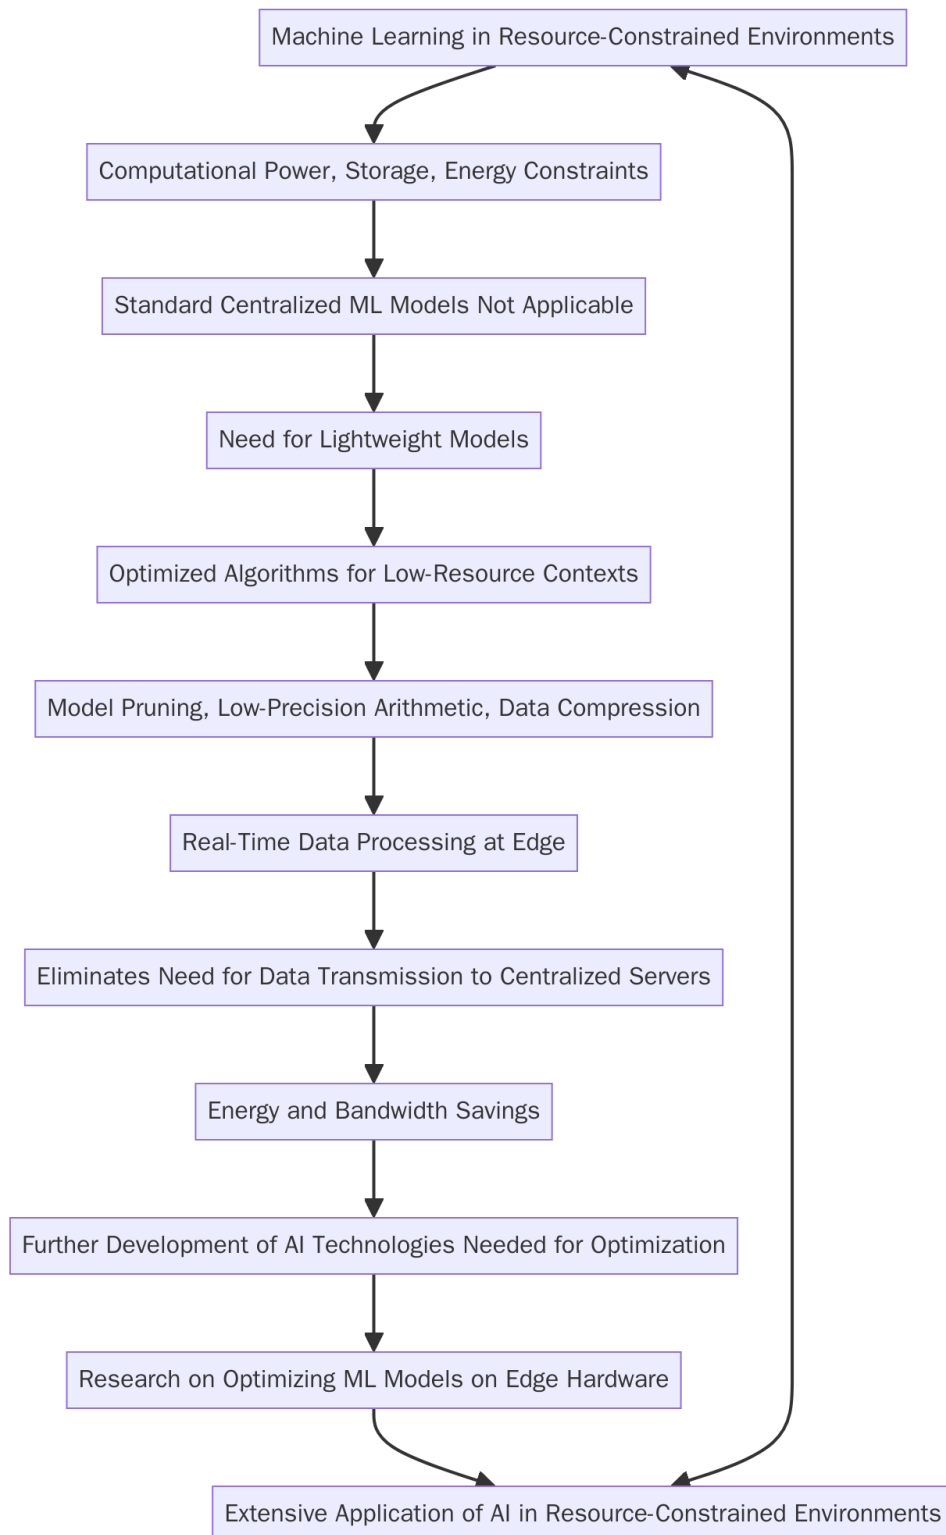 Machine Learning in Resource-Constrained Environments
Computational Power, Storage, Energy Constraints
Standard Centralized ML Models Not Applicable
Need for Lightweight Models
Optimized Algorithms for Low-Resource Contexts
Model Pruning, Low-Precision Arithmetic, Data Compression
Real-Time Data Processing at Edge
Eliminates Need for Data Transmission to Centralized Servers
Energy and Bandwidth Savings
Further Development of AI Technologies Needed for Optimization
Research on Optimizing ML Models on Edge Hardware
Extensive Application of AI in Resource-Constrained Environments